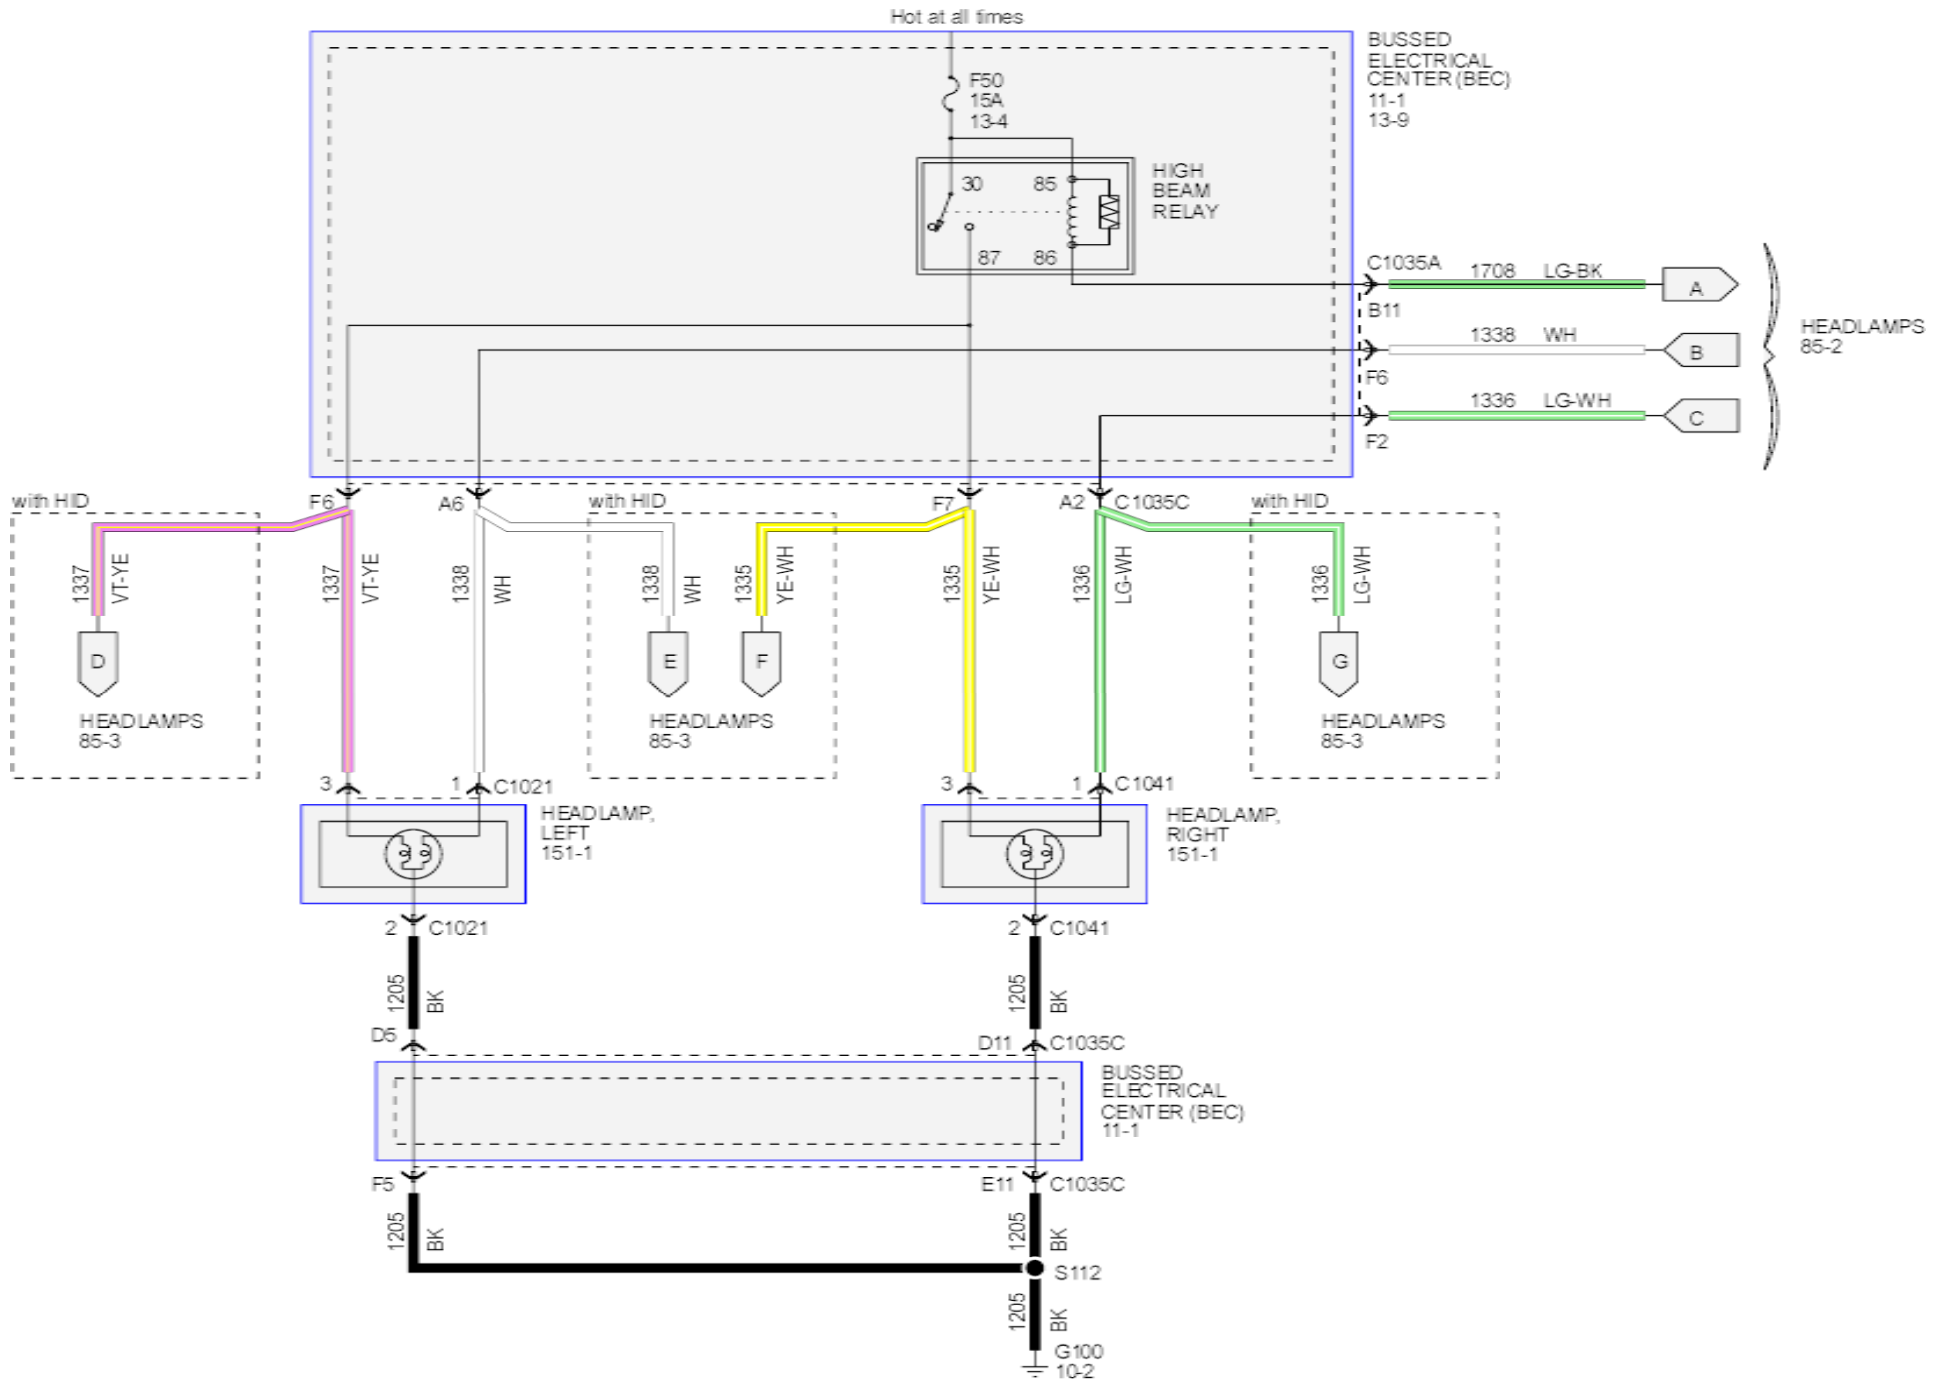 Hot at all times
BUSSED
ELECTRICAL
CENTER (BEC)
11-1
13-9
F50
15A
13-4
HIGH
BEAM
RELAY
30
85
87
86
C1035A
1708 LG-BK
A
B11
1338 WH
B
F6
1336 LG-WH
C
F2
HEADLAMPS
85-2
with HID
F6
A6
with HID
F7
A2
C1035C
with HID
1337
VT-YE
1337
VT-YE
1338
WH
1338
WH
1335
YE-WH
1335
YE-WH
1336
LG-WH
1336
LG-WH
D
E
F
G
HEADLAMPS
85-3
HEADLAMPS
85-3
HEADLAMPS
85-3
3
1
C1021
3
1
C1041
HEADLAMP,
LEFT
151-1
HEADLAMP,
RIGHT
151-1
2
C1021
2
C1041
1205
BK
1205
BK
D5
D11
C1035C
BUSSED
ELECTRICAL
CENTER (BEC)
11-1
F5
E11
C1035C
1205
BK
1205
BK
S112
1205
BK
G100
10-2